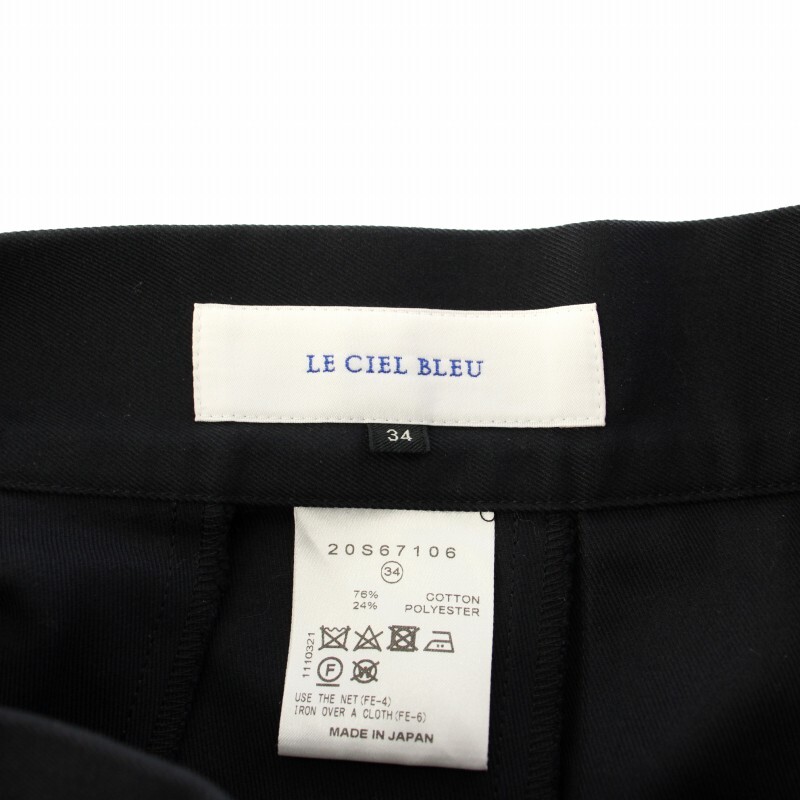 LE CIEL BLEU
34
20S67106
34
76% COTTON
24% POLYESTER
1110321
F W
USE THE NET(FE-4)
IRON OVER A CLOTH(FE-6)
MADE IN JAPAN